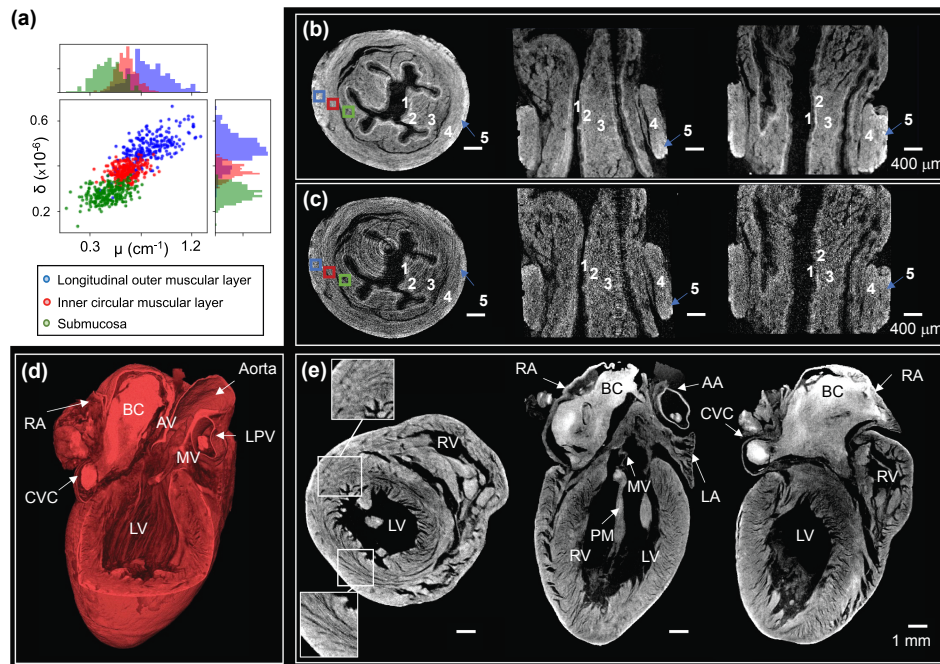 (a)
0.6
0.2
δ (x10⁻⁶)
0.3
1.2
μ (cm⁻¹)
Longitudinal outer muscular layer
Inner circular muscular layer
Submucosa
(b)
1
2
3
4
5
1
2
3
4
5
2
1
3
4
5
400 μm
(c)
1
2
3
4
5
1
2
3
4
5
2
1
3
4
5
400 μm
(d)
Aorta
RA
BC
AV
LPV
MV
CVC
LV
(e)
RV
LV
RA
BC
AA
MV
LA
PM
RV
LV
RA
BC
CVC
RV
LV
1 mm